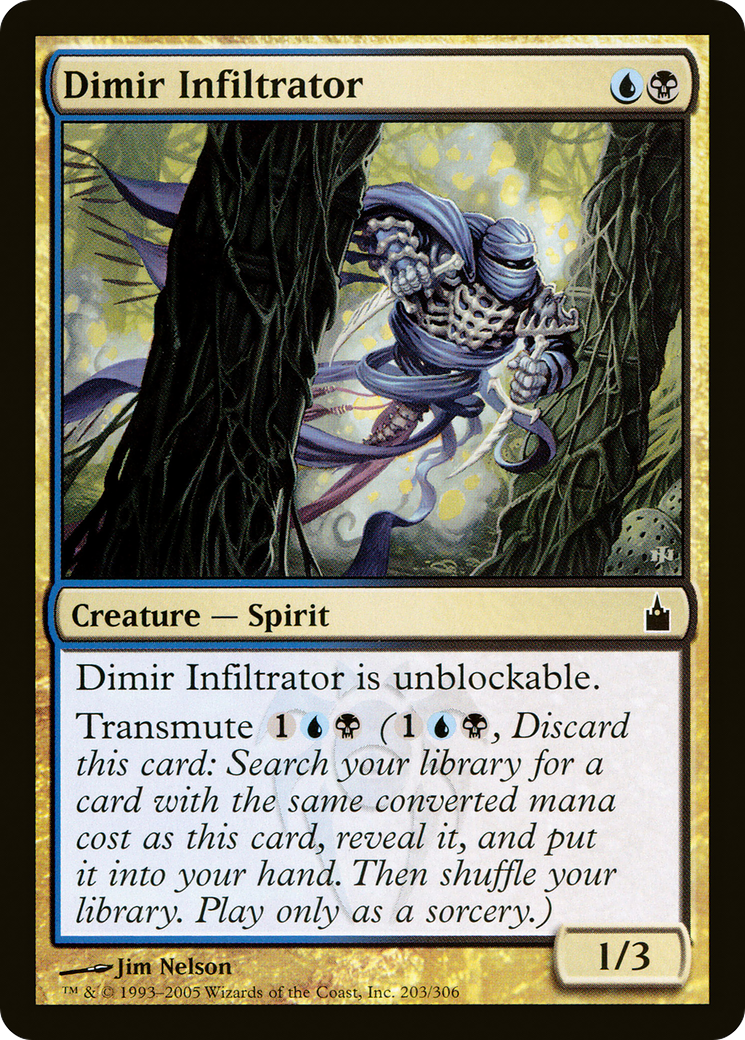 Dimir Infiltrator
Creature — Spirit
Dimir Infiltrator is unblockable.
Transmute 1 (1 , Discard
this card: Search your library for a
card with the same converted mana
cost as this card, reveal it, and put
it into your hand. Then shuffle your
library. Play only as a sorcery.)
1/3
Jim Nelson
™ & © 1993–2005 Wizards of the Coast, Inc. 203/306